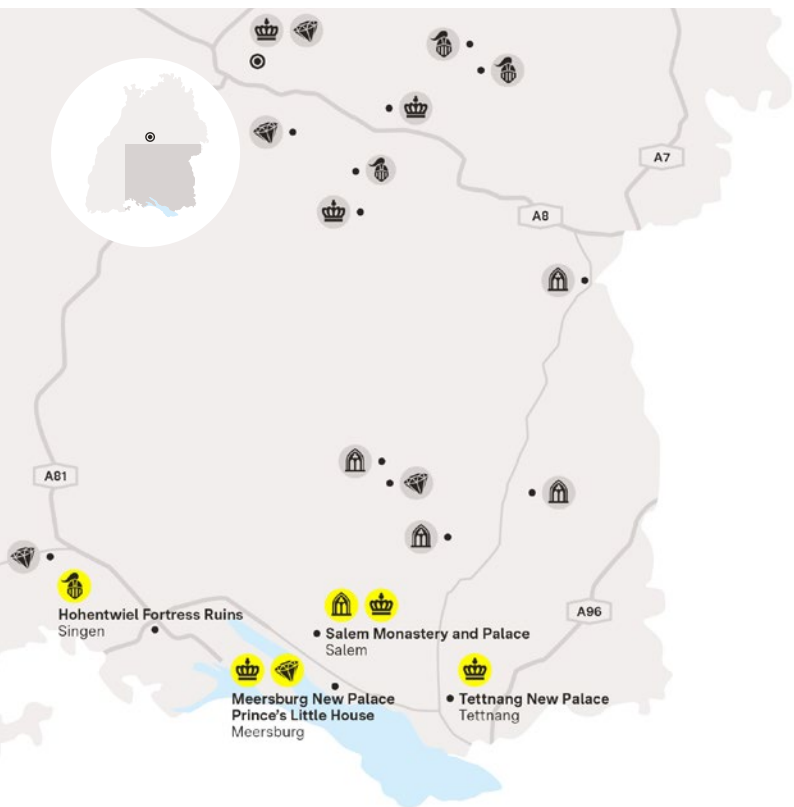 A7
A8
A81
A96
Hohentwiel Fortress Ruins
Singen
Salem Monastery and Palace
Salem
Meersburg New Palace
Prince's Little House
Meersburg
Tettnang New Palace
Tettnang